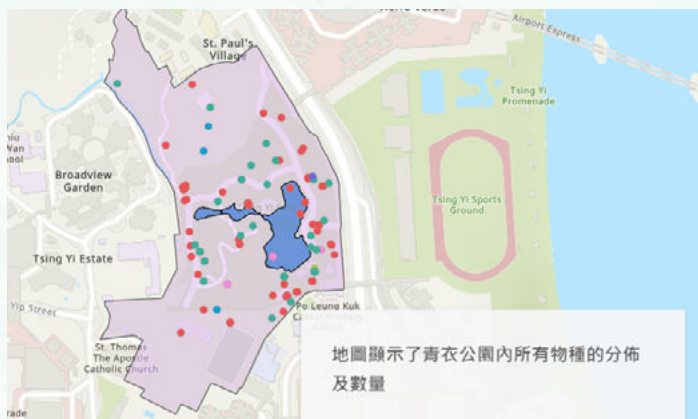 Airport Express
St. Paul's
Village
Tsing Yi
Promenade
Broadview
Garden
Tsing Yi Sports
Ground
Tsing Yi Estate
Yip Street
Po Leung Kuk
St. Thomas
The Apostle
Catholic Church
地圖顯示了青衣公園內所有物種的分佈
及數量